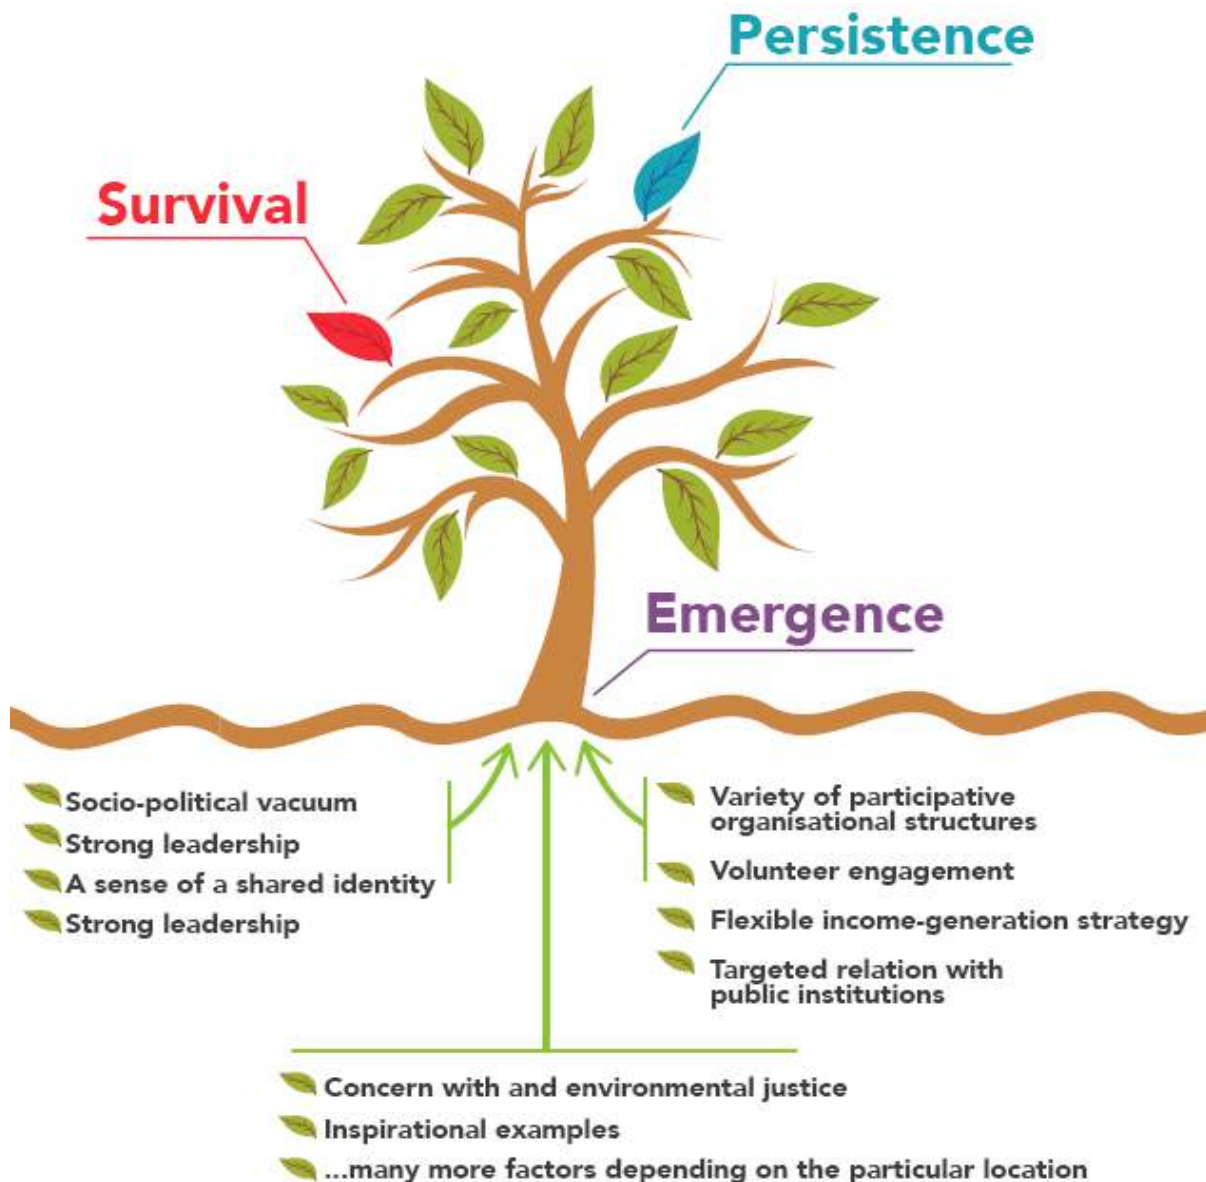 Persistence
Survival
Emergence
Socio-political vacuum
Strong leadership
A sense of a shared identity
Strong leadership
Variety of participative
organisational structures
Volunteer engagement
Flexible income-generation strategy
Targeted relation with
public institutions
Concern with and environmental justice
Inspirational examples
...many more factors depending on the particular location